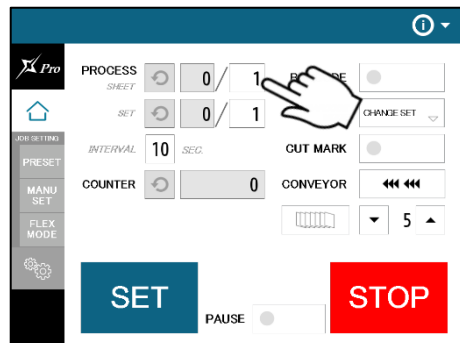 Pro
PROCESS
SHEET
0/ 1
SET
0/ 1
CHANGE SET
INTERVAL 10 SEC.
CUT MARK
COUNTER 0
CONVEYOR
5
JOB SETTING
PRESET
MANU
SET
FLEX
MODE
SET
PAUSE
STOP